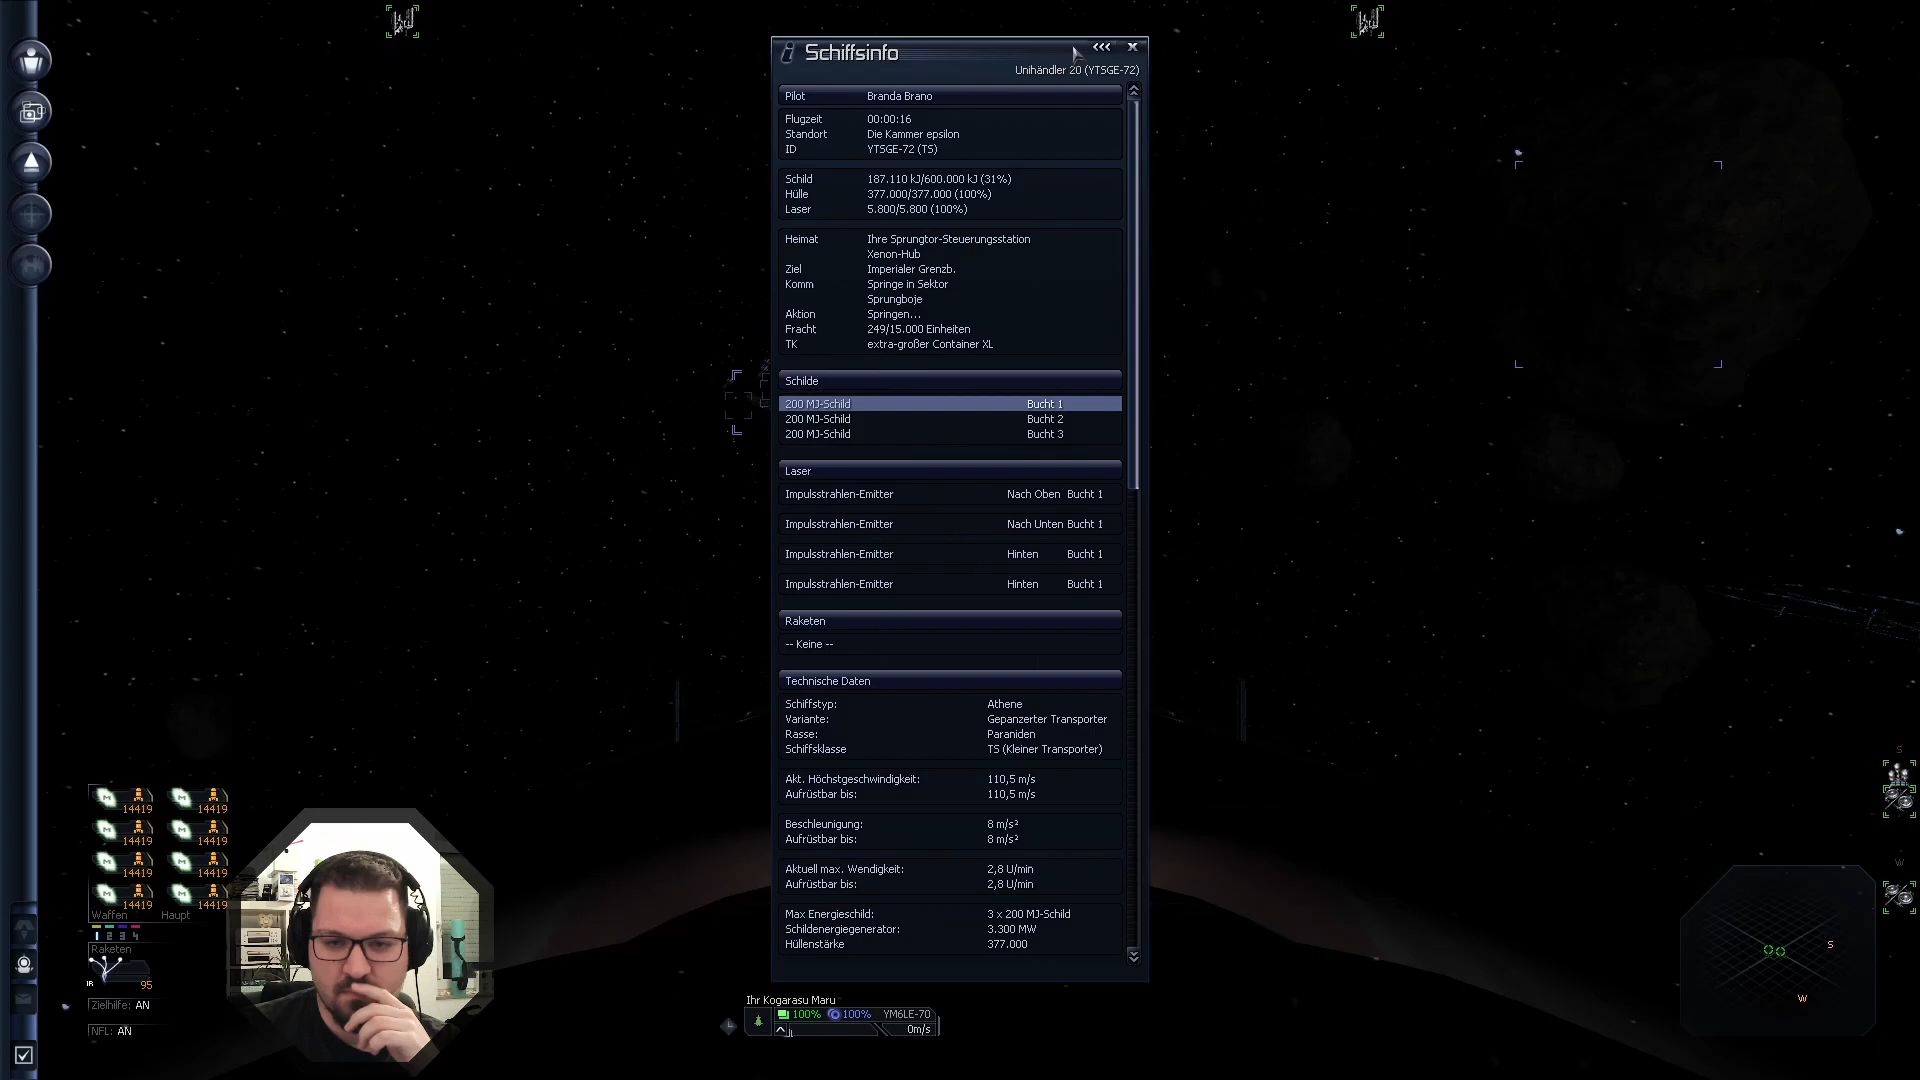 Schiffsinfo
Unihändler 20 (YTSGE-72)
Pilot Branda Brano
Flugzeit 00:00:16
Standort Die Kammer epsilon
ID YTSGE-72 (TS)
Schild 187.110 kJ/600.000 kJ (31%)
Hülle 377.000/377.000 (100%)
Laser 5.800/5.800 (100%)
Heimat Ihre Sprungtor-Steuerungsstation
Xenon-Hub
Ziel Imperialer Grenzb.
Komm Springe in Sektor
Sprungboje
Aktion Springen...
Fracht 249/15.000 Einheiten
TK extra-großer Container XL
Schilde
200 MJ-Schild Bucht 1
200 MJ-Schild Bucht 2
200 MJ-Schild Bucht 3
Laser
Impulsstrahlen-Emitter Nach Oben Bucht 1
Impulsstrahlen-Emitter Nach Unten Bucht 1
Impulsstrahlen-Emitter Hinten Bucht 1
Impulsstrahlen-Emitter Hinten Bucht 1
Raketen
-- Keine --
Technische Daten
Schiffstyp: Athene
Variante: Gepanzerter Transporter
Rasse: Paraniden
Schiffsklasse TS (Kleiner Transporter)
Akt. Höchstgeschwindigkeit: 110,5 m/s
Aufrüstbar bis: 110,5 m/s
Beschleunigung: 8 m/s²
Aufrüstbar bis: 8 m/s²
Aktuell max. Wendigkeit: 2,8 U/min
Aufrüstbar bis: 2,8 U/min
Max Energieschild: 3 x 200 MJ-Schild
Schildenergiegenerator: 3.300 MW
Hüllenstärke 377.000
M 14419 M 14419
M 14419 M 14419
M 14419 M 14419
M 14419 M 14419
Waffen Haupt
1 2 3 4
Raketen
IR 95
Zielhilfe: AN
NFL: AN
Ihr Kogarasu Maru
100% 100% YM6LE-70
0m/s
S
W
S
W